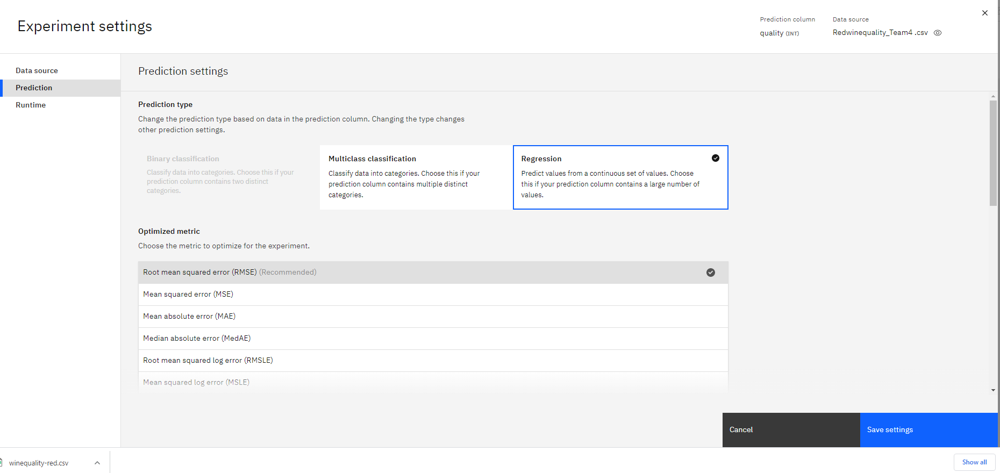 Experiment settings
Prediction column
quality (INT)
Data source
Redwinequality_Team4 .csv
Data source
Prediction
Runtime
Prediction settings
Prediction type
Change the prediction type based on data in the prediction column. Changing the type changes
other prediction settings.
Binary classification
Classify data into categories. Choose this if your
prediction column contains two distinct
categories.
Multiclass classification
Classify data into categories. Choose this if your
prediction column contains multiple distinct
categories.
Regression
Predict values from a continuous set of values. Choose
this if your prediction column contains a large number of
values.
Optimized metric
Choose the metric to optimize for the experiment.
Root mean squared error (RMSE) (Recommended)
Mean squared error (MSE)
Mean absolute error (MAE)
Median absolute error (MedAE)
Root mean squared log error (RMSLE)
Mean squared log error (MSLE)
Cancel
Save settings
winequality-red.csv
Show all